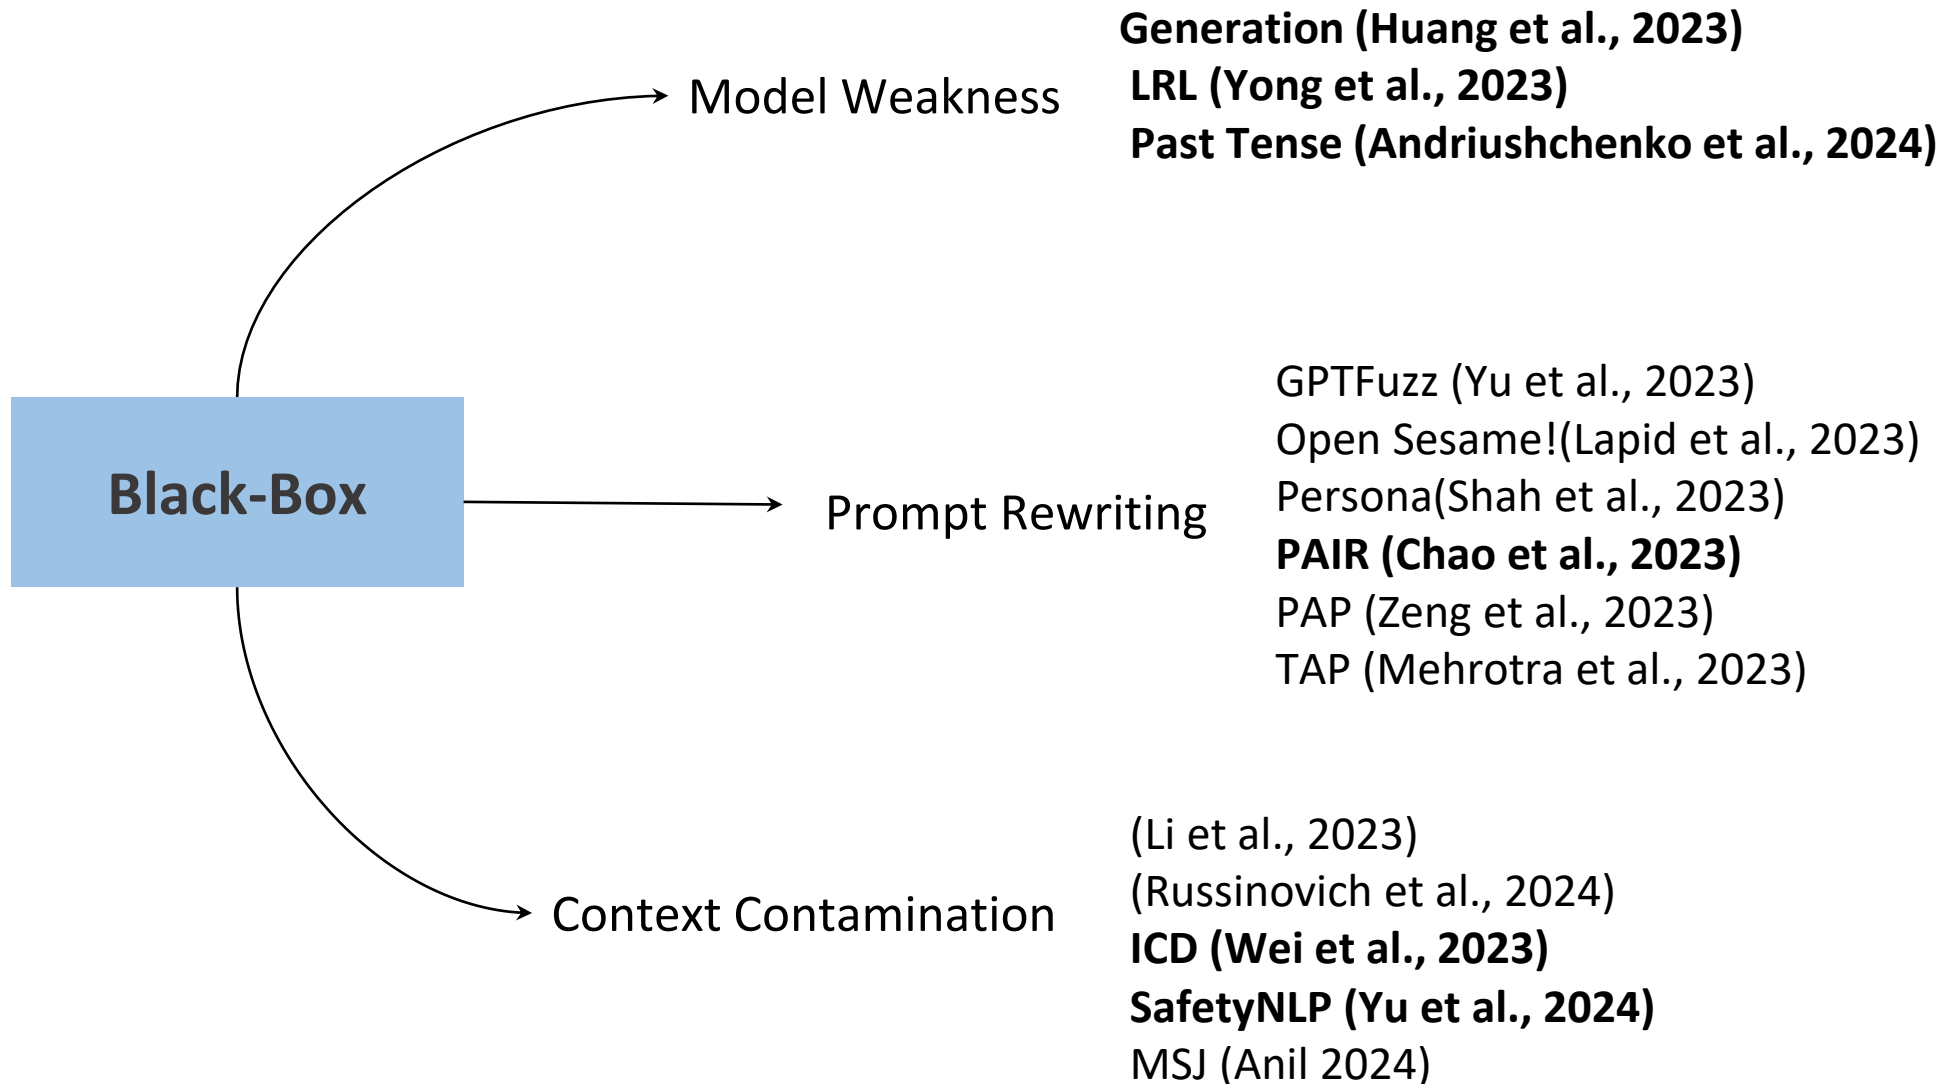 Generation (Huang et al., 2023)
LRL (Yong et al., 2023)
Past Tense (Andriushchenko et al., 2024)
Model Weakness
Black-Box
Prompt Rewriting
GPTFuzz (Yu et al., 2023)
Open Sesame!(Lapid et al., 2023)
Persona(Shah et al., 2023)
PAIR (Chao et al., 2023)
PAP (Zeng et al., 2023)
TAP (Mehrotra et al., 2023)
Context Contamination
(Li et al., 2023)
(Russinovich et al., 2024)
ICD (Wei et al., 2023)
SafetyNLP (Yu et al., 2024)
MSJ (Anil 2024)